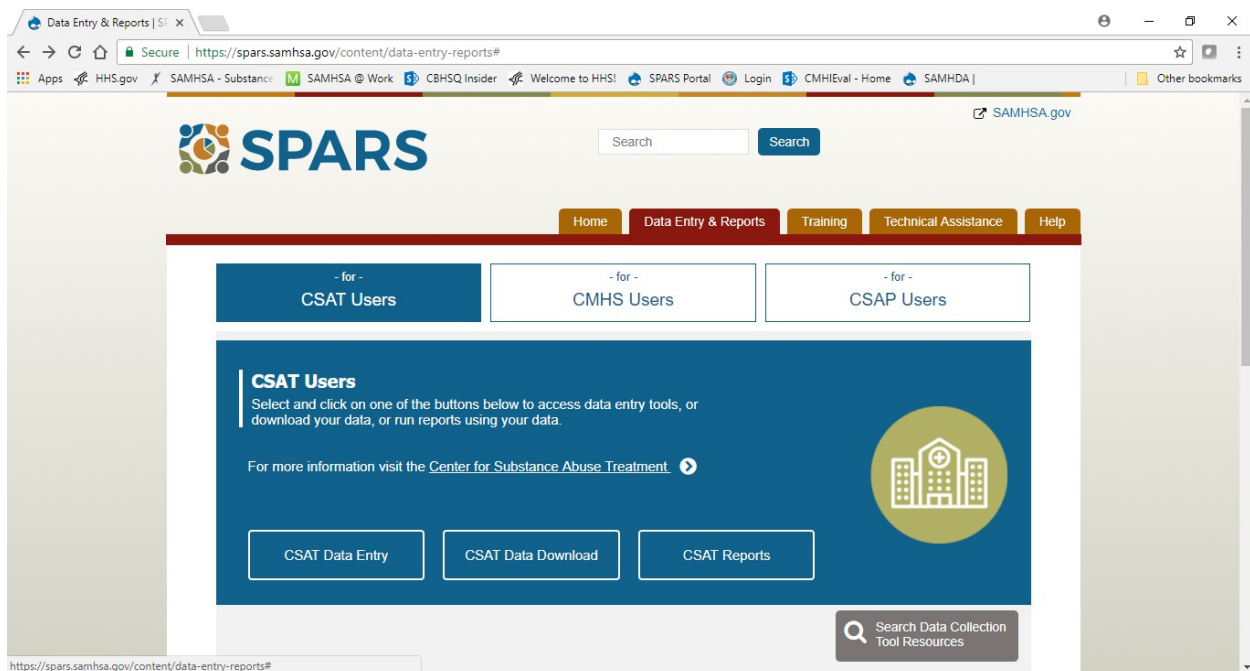 Data Entry & Reports | SP
Secure | https://spars.samhsa.gov/content/data-entry-reports#
Apps HHS.gov SAMHSA - Substance SAMHSA @ Work CBHSQ Insider Welcome to HHS! SPARS Portal Login CMHIEval - Home SAMHDA | Other bookmarks
SAMHSA.gov
SPARS
Search Search
Home Data Entry & Reports Training Technical Assistance Help
- for - - for - - for -
CSAT Users CMHS Users CSAP Users
CSAT Users
Select and click on one of the buttons below to access data entry tools, or
download your data, or run reports using your data.
For more information visit the Center for Substance Abuse Treatment
CSAT Data Entry CSAT Data Download CSAT Reports
Search Data Collection
Tool Resources
https://spars.samhsa.gov/content/data-entry-reports#